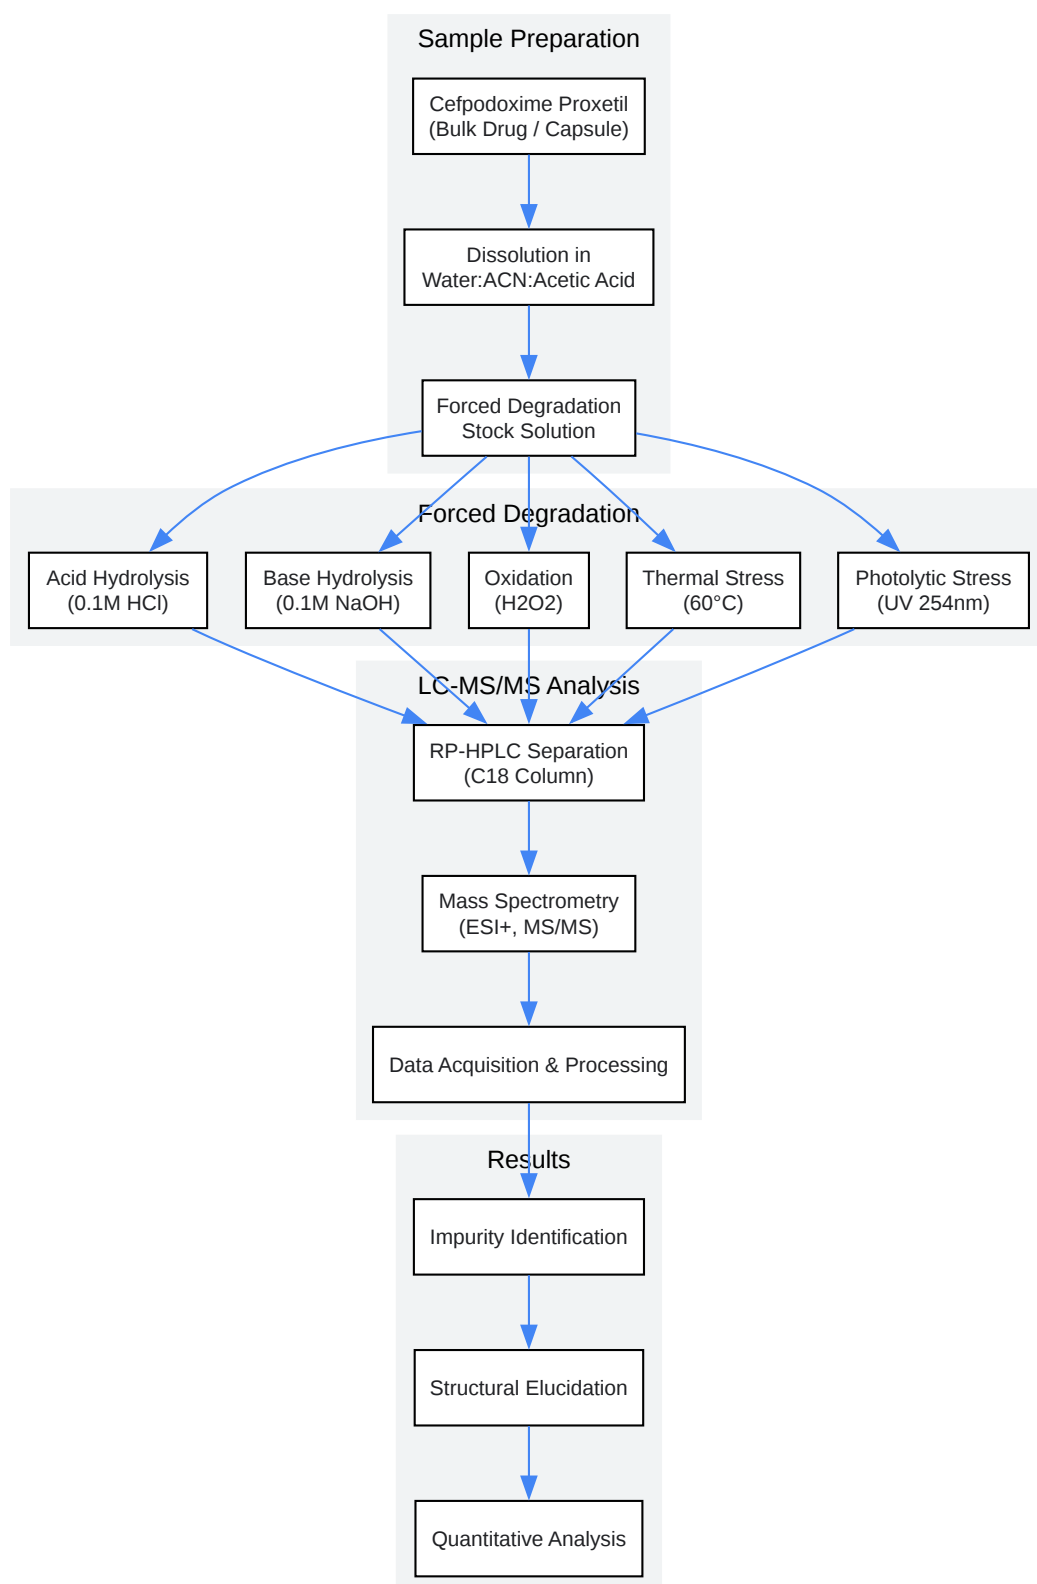 Sample Preparation
Cefpodoxime Proxetil
(Bulk Drug / Capsule)
Dissolution in
Water:ACN:Acetic Acid
Forced Degradation
Stock Solution
Forced Degradation
Acid Hydrolysis
(0.1M HCl)
Base Hydrolysis
(0.1M NaOH)
Oxidation
(H2O2)
Thermal Stress
(60°C)
Photolytic Stress
(UV 254nm)
LC-MS/MS Analysis
RP-HPLC Separation
(C18 Column)
Mass Spectrometry
(ESI+, MS/MS)
Data Acquisition & Processing
Results
Impurity Identification
Structural Elucidation
Quantitative Analysis